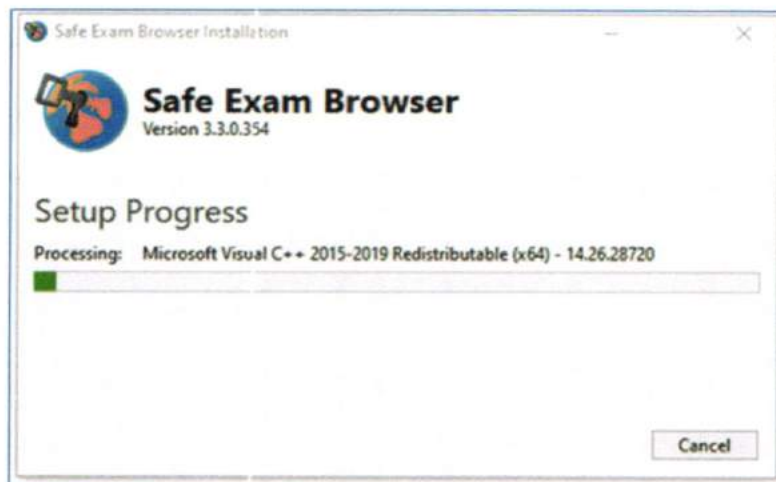 Safe Exam Browser Installation
Safe Exam Browser
Version 3.3.0.354
Setup Progress
Processing: Microsoft Visual C++ 2015-2019 Redistributable (x64) - 14.26.28720
Cancel